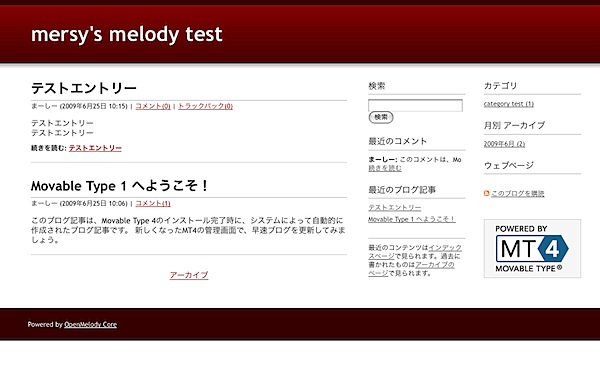 mersy's melody test
テストエントリー
まーしー (2009年6月25日 10:15) | コメント(0) | トラックバック(0)
テストエントリー
テストエントリー
続きを読む: テストエントリー
Movable Type 1 へようこそ！
まーしー (2009年6月25日 10:06) | コメント(1)
このブログ記事は、Movable Type 4のインストール完了時に、システムによって自動的に
作成されたブログ記事です。 新しくなったMT4の管理画面で、早速ブログを更新してみま
しょう。
アーカイブ
検索
検索
最近のコメント
まーしー: このコメントは、Mo
続きを読む
最近のブログ記事
テストエントリー
Movable Type 1 へようこそ！
最近のコンテンツはインデック
スページで見られます。過去に
書かれたものはアーカイブの
ページで見られます。
カテゴリ
category test (1)
月別 アーカイブ
2009年6月 (2)
ウェブページ
このブログを購読
POWERED BY
MT4
MOVABLE TYPE®
Powered by OpenMelody Core